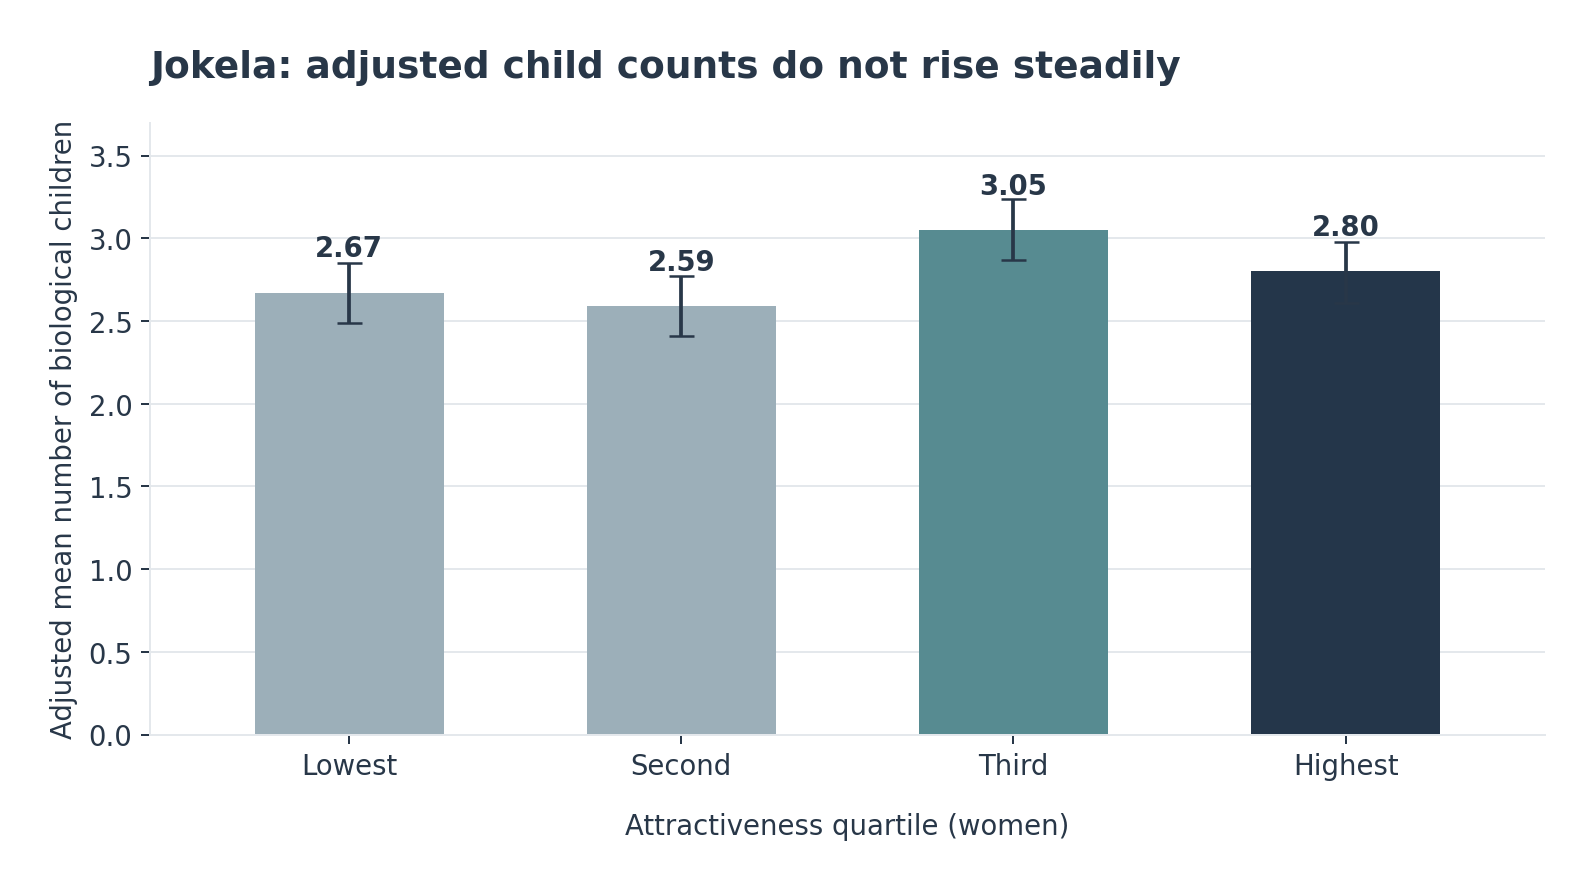 Jokela: adjusted child counts do not rise steadily
Adjusted mean number of biological children
3.5
3.0
2.5
2.0
1.5
1.0
0.5
0.0
2.67
2.59
3.05
2.80
Lowest
Second
Third
Highest
Attractiveness quartile (women)